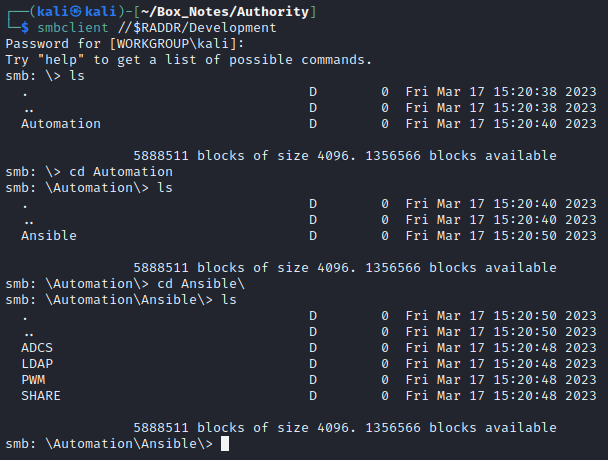 ┌──(kali㉿kali)-[~/Box_Notes/Authority]
└─$ smbclient //$RADDR/Development
Password for [WORKGROUP\kali]:
Try "help" to get a list of possible commands.
smb: \> ls
  .                                   D        0  Fri Mar 17 15:20:38 2023
  ..                                  D        0  Fri Mar 17 15:20:38 2023
  Automation                          D        0  Fri Mar 17 15:20:40 2023
                5888511 blocks of size 4096. 1356566 blocks available
smb: \> cd Automation
smb: \Automation\> ls
  .                                   D        0  Fri Mar 17 15:20:40 2023
  ..                                  D        0  Fri Mar 17 15:20:40 2023
  Ansible                             D        0  Fri Mar 17 15:20:50 2023
                5888511 blocks of size 4096. 1356566 blocks available
smb: \Automation\> cd Ansible\
smb: \Automation\Ansible\> ls
  .                                   D        0  Fri Mar 17 15:20:50 2023
  ..                                  D        0  Fri Mar 17 15:20:50 2023
  ADCS                                D        0  Fri Mar 17 15:20:48 2023
  LDAP                                D        0  Fri Mar 17 15:20:48 2023
  PWM                                 D        0  Fri Mar 17 15:20:48 2023
  SHARE                               D        0  Fri Mar 17 15:20:48 2023
                5888511 blocks of size 4096. 1356566 blocks available
smb: \Automation\Ansible\>